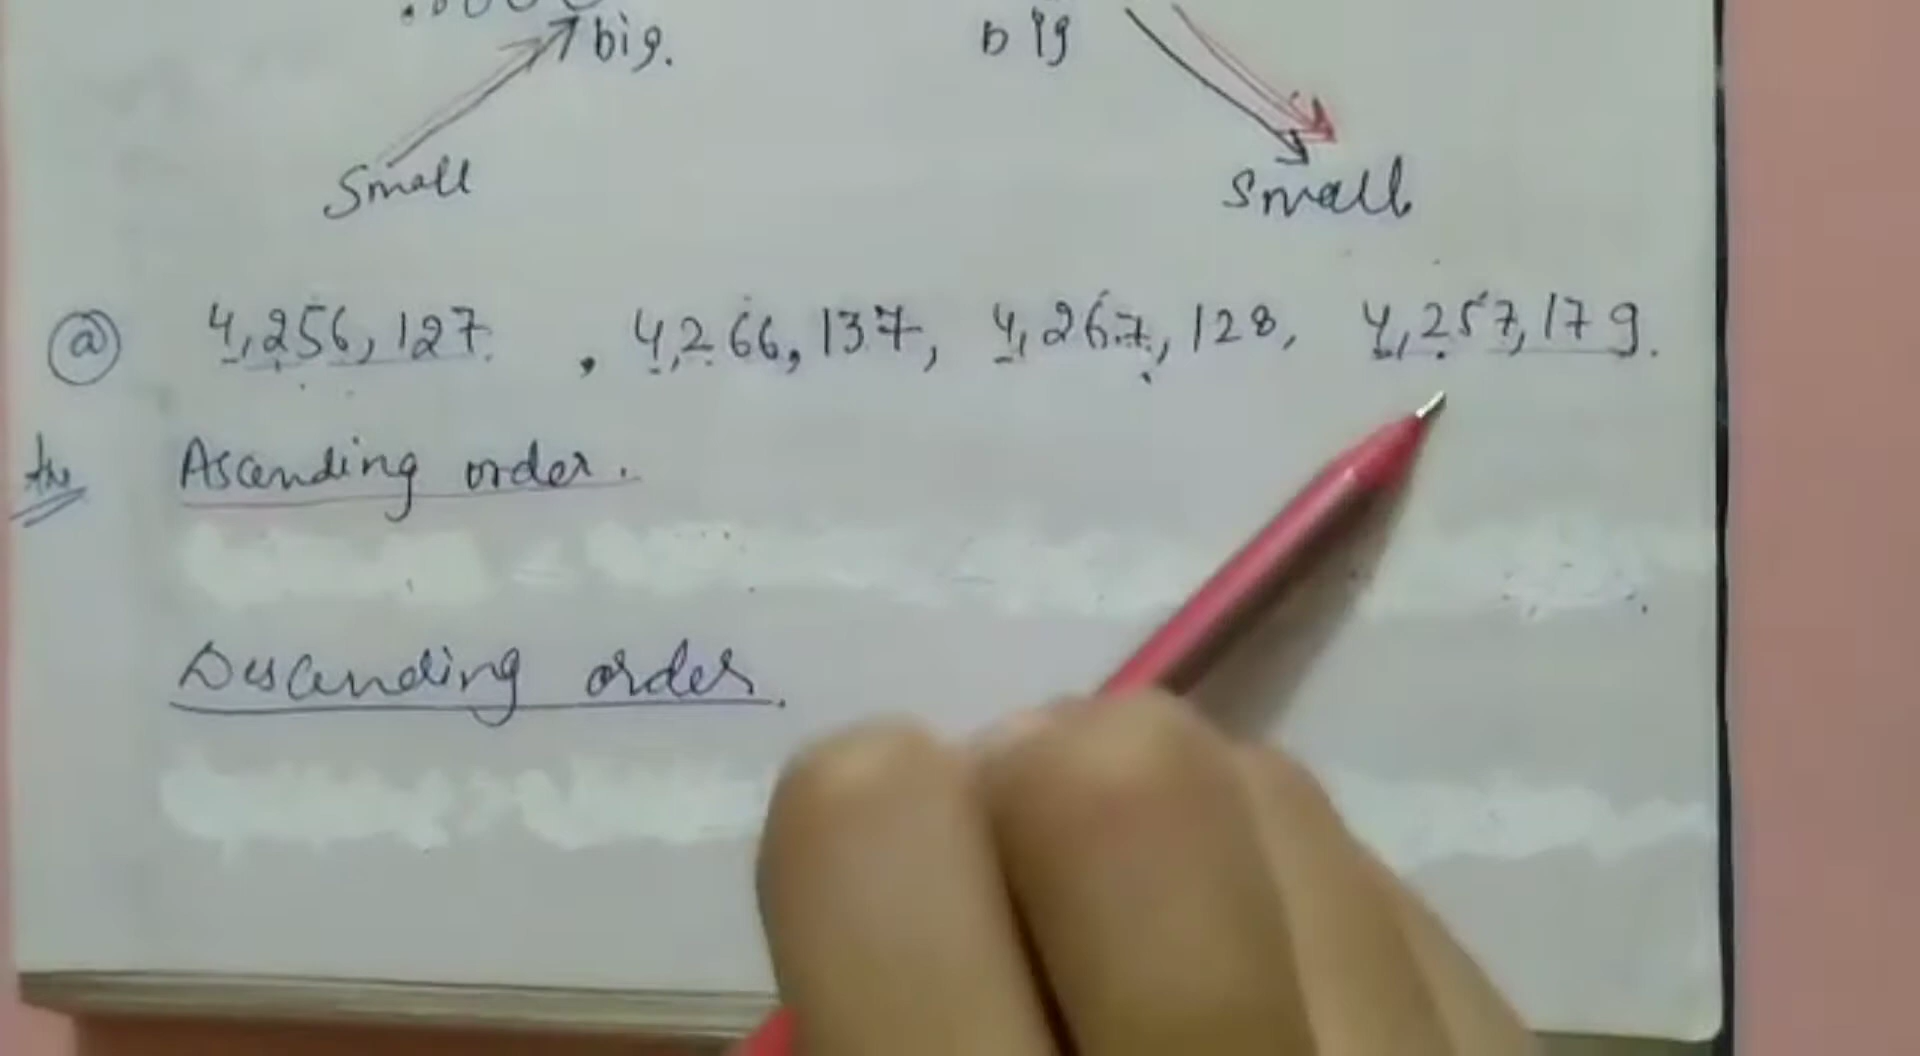 big. big
Small Small
ⓐ 4,256,127 , 4,266,137, 4,267,128, 4,257,179.
Ascending order.
Descending order.